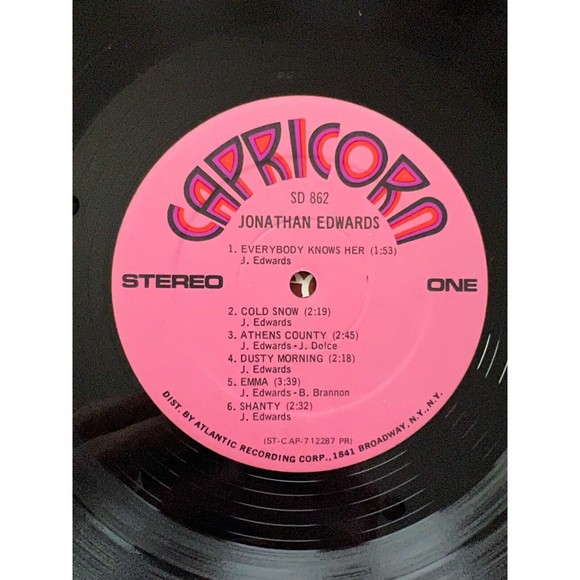 CAPRICORN
SD 862
JONATHAN EDWARDS
1. EVERYBODY KNOWS HER (1:53)
J. Edwards
STEREO
ONE
2. COLD SNOW (2:19)
J. Edwards
3. ATHENS COUNTY (2:45)
J. Edwards - J. Dolce
4. DUSTY MORNING (2:18)
J. Edwards
5. EMMA (3:39)
J. Edwards - B. Brannon
6. SHANTY (2:32)
J. Edwards
(ST-CAP-712287 PR)
DIST. BY ATLANTIC RECORDING CORP., 1841 BROADWAY, N.Y., N.Y.